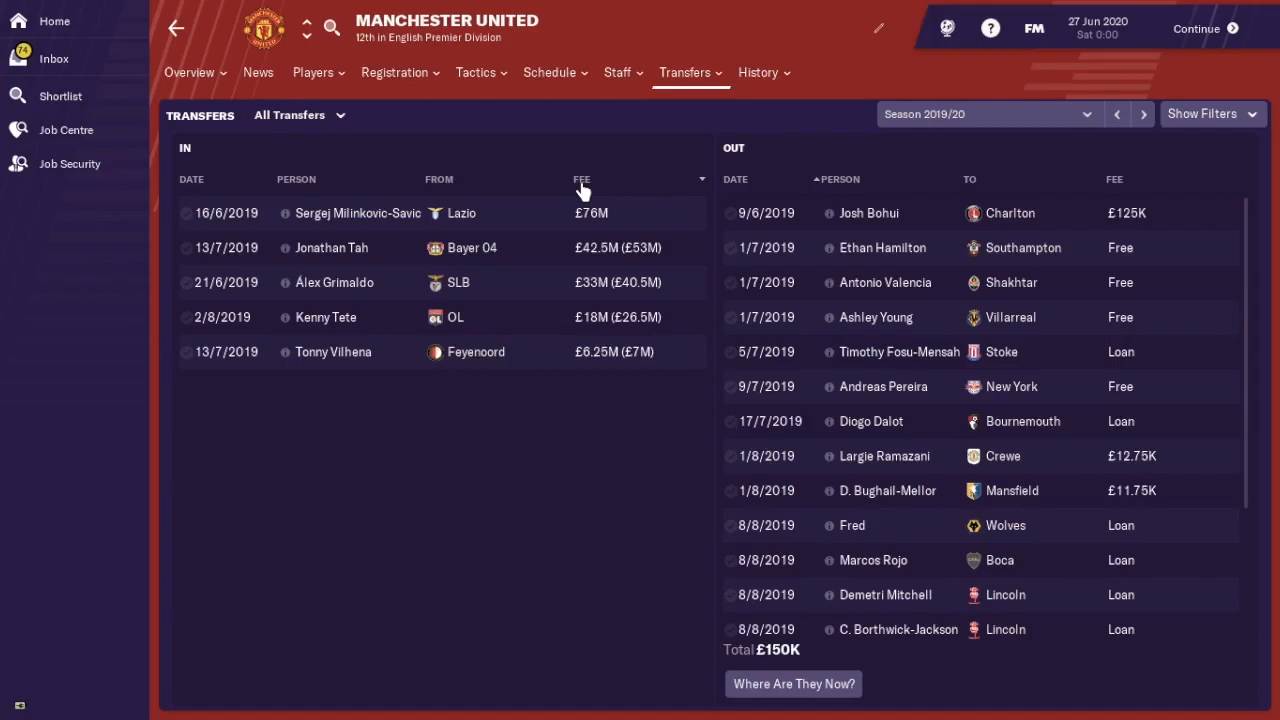 Home
74
Inbox
Shortlist
Job Centre
Job Security
MANCHESTER UNITED
12th in English Premier Division
FM
27 Jun 2020
Sat 0:00
Continue
Overview News Players Registration Tactics Schedule Staff Transfers History
TRANSFERS All Transfers Season 2019/20 Show Filters
IN
DATE PERSON FROM FEE
16/6/2019 Sergej Milinkovic-Savic Lazio £76M
13/7/2019 Jonathan Tah Bayer 04 £42.5M (£53M)
21/6/2019 Álex Grimaldo SLB £33M (£40.5M)
2/8/2019 Kenny Tete OL £18M (£26.5M)
13/7/2019 Tonny Vilhena Feyenoord £6.25M (£7M)
OUT
DATE PERSON TO FEE
9/6/2019 Josh Bohui Charlton £125K
1/7/2019 Ethan Hamilton Southampton Free
1/7/2019 Antonio Valencia Shakhtar Free
1/7/2019 Ashley Young Villarreal Free
5/7/2019 Timothy Fosu-Mensah Stoke Loan
9/7/2019 Andreas Pereira New York Free
17/7/2019 Diogo Dalot Bournemouth Loan
1/8/2019 Largie Ramazani Crewe £12.75K
1/8/2019 D. Bughail-Mellor Mansfield £11.75K
8/8/2019 Fred Wolves Loan
8/8/2019 Marcos Rojo Boca Loan
8/8/2019 Demetri Mitchell Lincoln Loan
8/8/2019 C. Borthwick-Jackson Lincoln Loan
Total £150K
Where Are They Now?